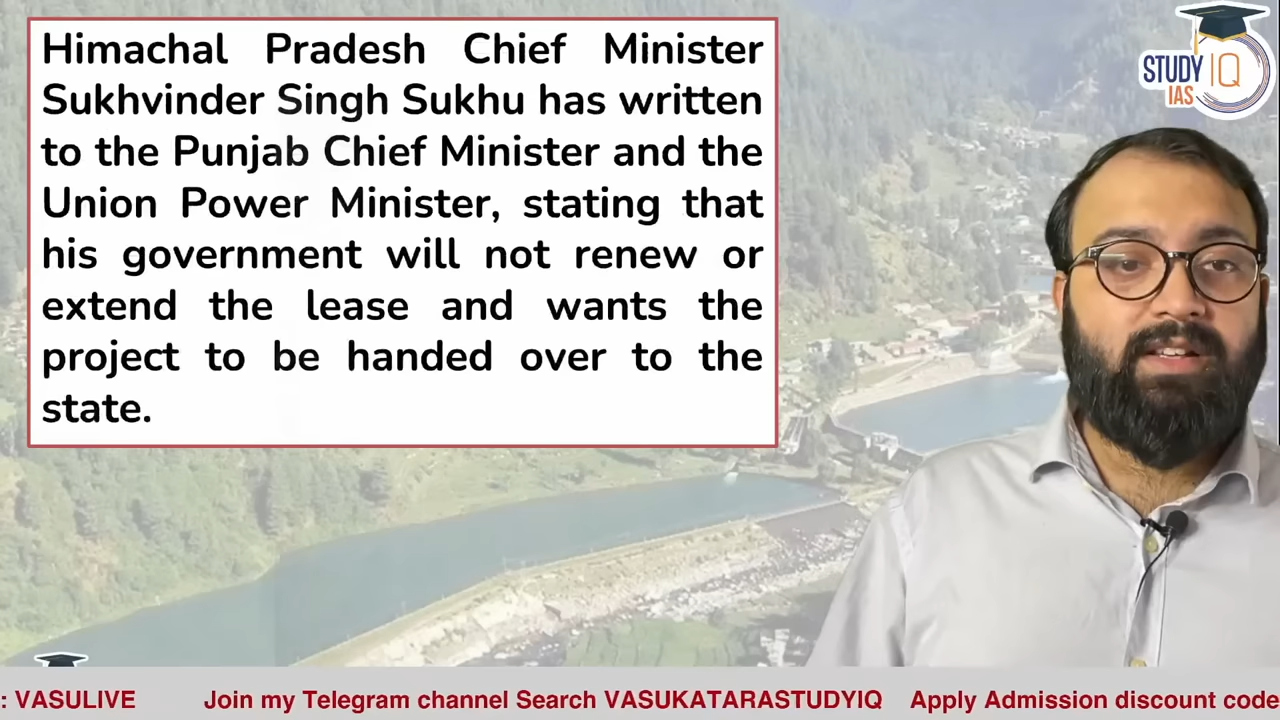 Himachal Pradesh Chief Minister
Sukhvinder Singh Sukhu has written
to the Punjab Chief Minister and the
Union Power Minister, stating that
his government will not renew or
extend the lease and wants the
project to be handed over to the
state.
STUDY IQ
IAS
: VASULIVE Join my Telegram channel Search VASUKATARASTUDYIQ Apply Admission discount code